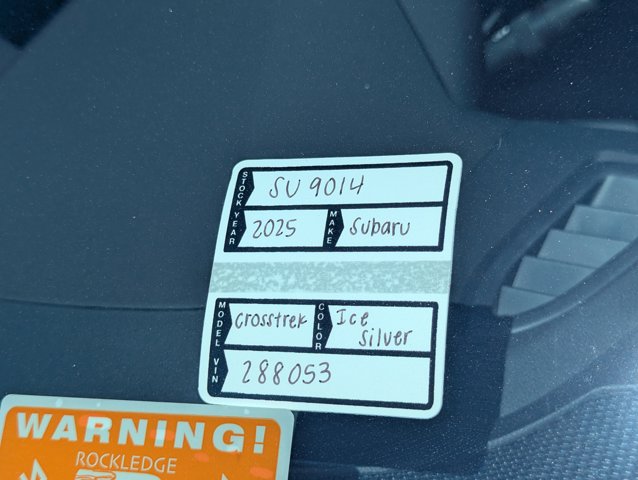 STOCK SU 9014
YEAR 2025 MAKE Subaru
MODEL Crosstrek COLOR Ice
silver
VIN 288053
WARNING!
ROCKLEDGE